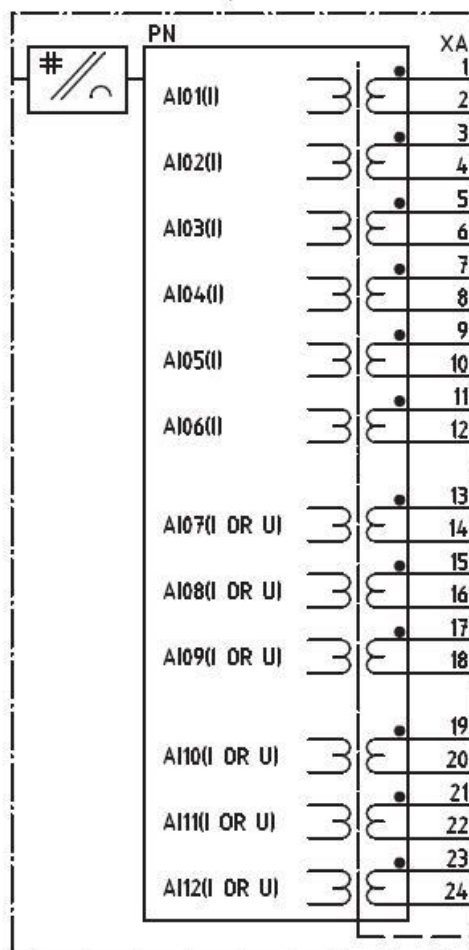 PN
XA
#
AI01(I)
1
2
AI02(I)
3
4
AI03(I)
5
6
AI04(I)
7
8
AI05(I)
9
10
AI06(I)
11
12
AI07(I OR U)
13
14
AI08(I OR U)
15
16
AI09(I OR U)
17
18
AI10(I OR U)
19
20
AI11(I OR U)
21
22
AI12(I OR U)
23
24